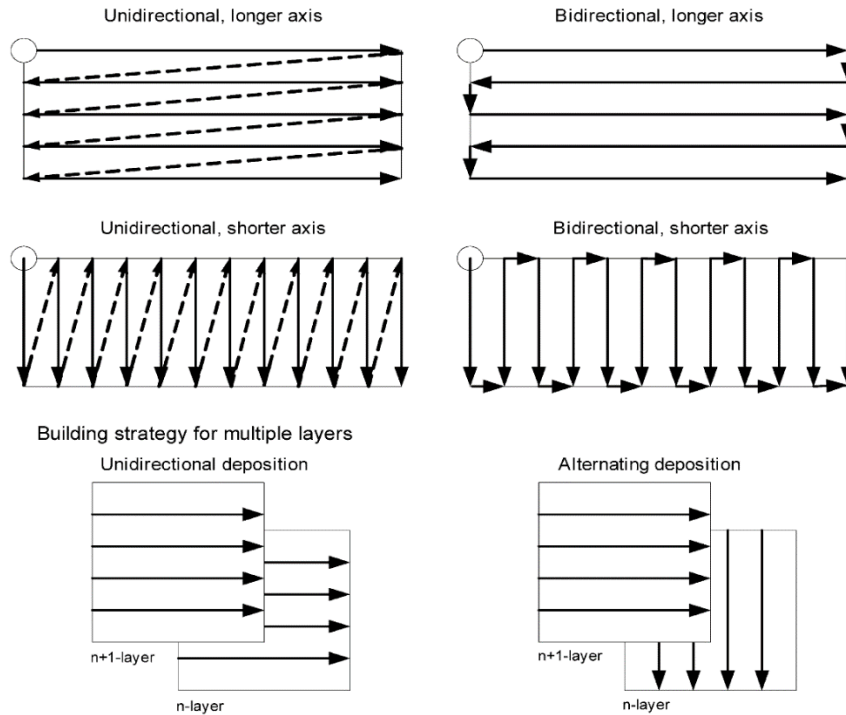 Unidirectional, longer axis
Bidirectional, longer axis
Unidirectional, shorter axis
Bidirectional, shorter axis
Building strategy for multiple layers
Unidirectional deposition
Alternating deposition
n+1-layer
n-layer
n+1-layer
n-layer